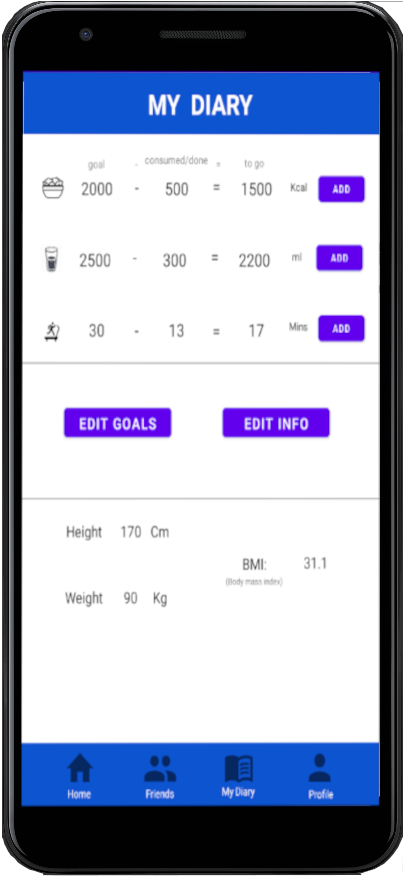 MY DIARY
goal - consumed/done = to go
2000 - 500 = 1500 Kcal ADD
2500 - 300 = 2200 ml ADD
30 - 13 = 17 Mins ADD
EDIT GOALS EDIT INFO
Height 170 Cm
BMI: 31.1
(Body mass index)
Weight 90 Kg
Home Friends My Diary Profile